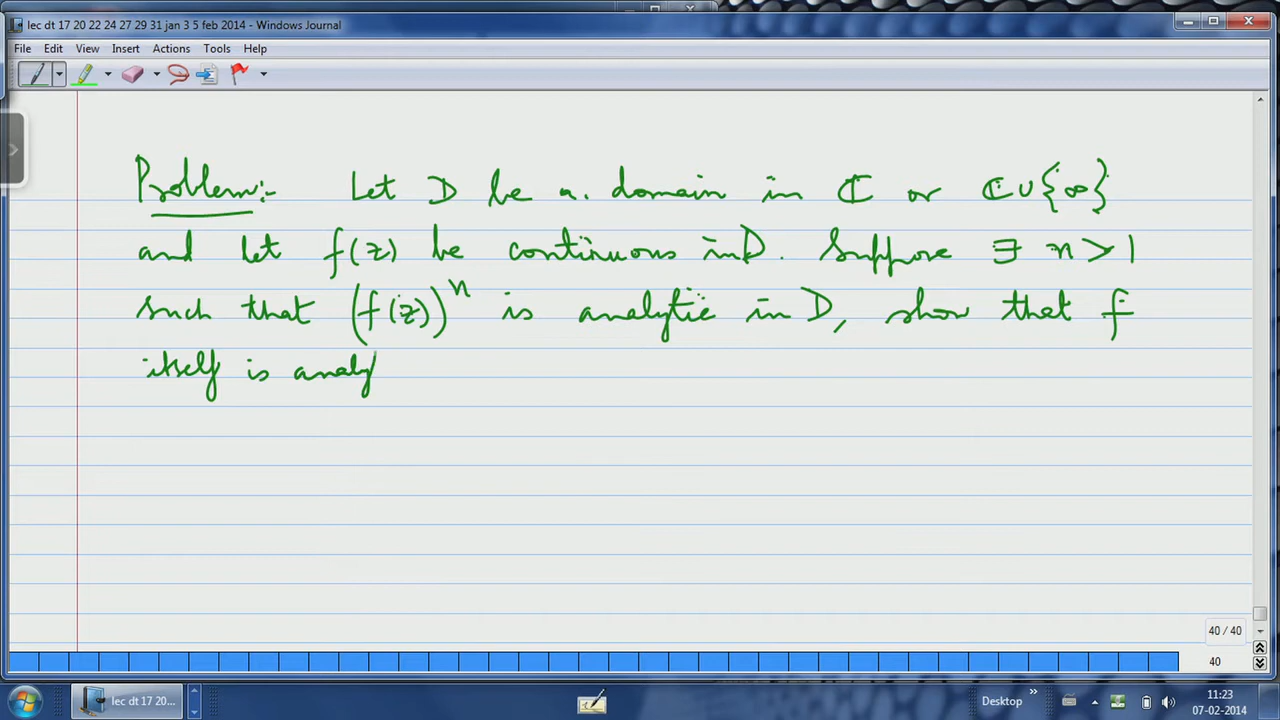 lec dt 17 20 22 24 27 29 31 jan 3 5 feb 2014 - Windows Journal
File Edit View Insert Actions Tools Help
Problem:- Let D be a domain in ℂ or ℂ∪{∞}
and let f(z) be continuous in D. Suppose ∃ n > 1
such that (f(z))^n is analytic in D, show that f
itself is analy
40 / 40
40
lec dt 17 20...
Desktop
11:23
07-02-2014